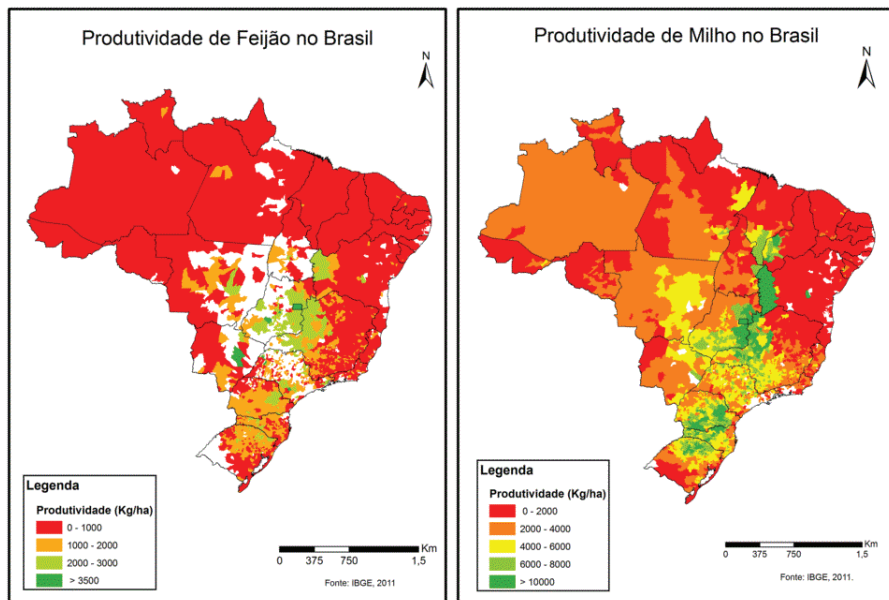 Produtividade de Feijão no Brasil
N
Legenda
Produtividade (Kg/ha)
0 - 1000
1000 - 2000
2000 - 3000
> 3500
Km
0 375 750 1,5
Fonte: IBGE, 2011
Produtividade de Milho no Brasil
N
Legenda
Produtividade (Kg/ha)
0 - 2000
2000 - 4000
4000 - 6000
6000 - 8000
> 10000
Km
0 375 750 1,5
Fonte: IBGE, 2011.